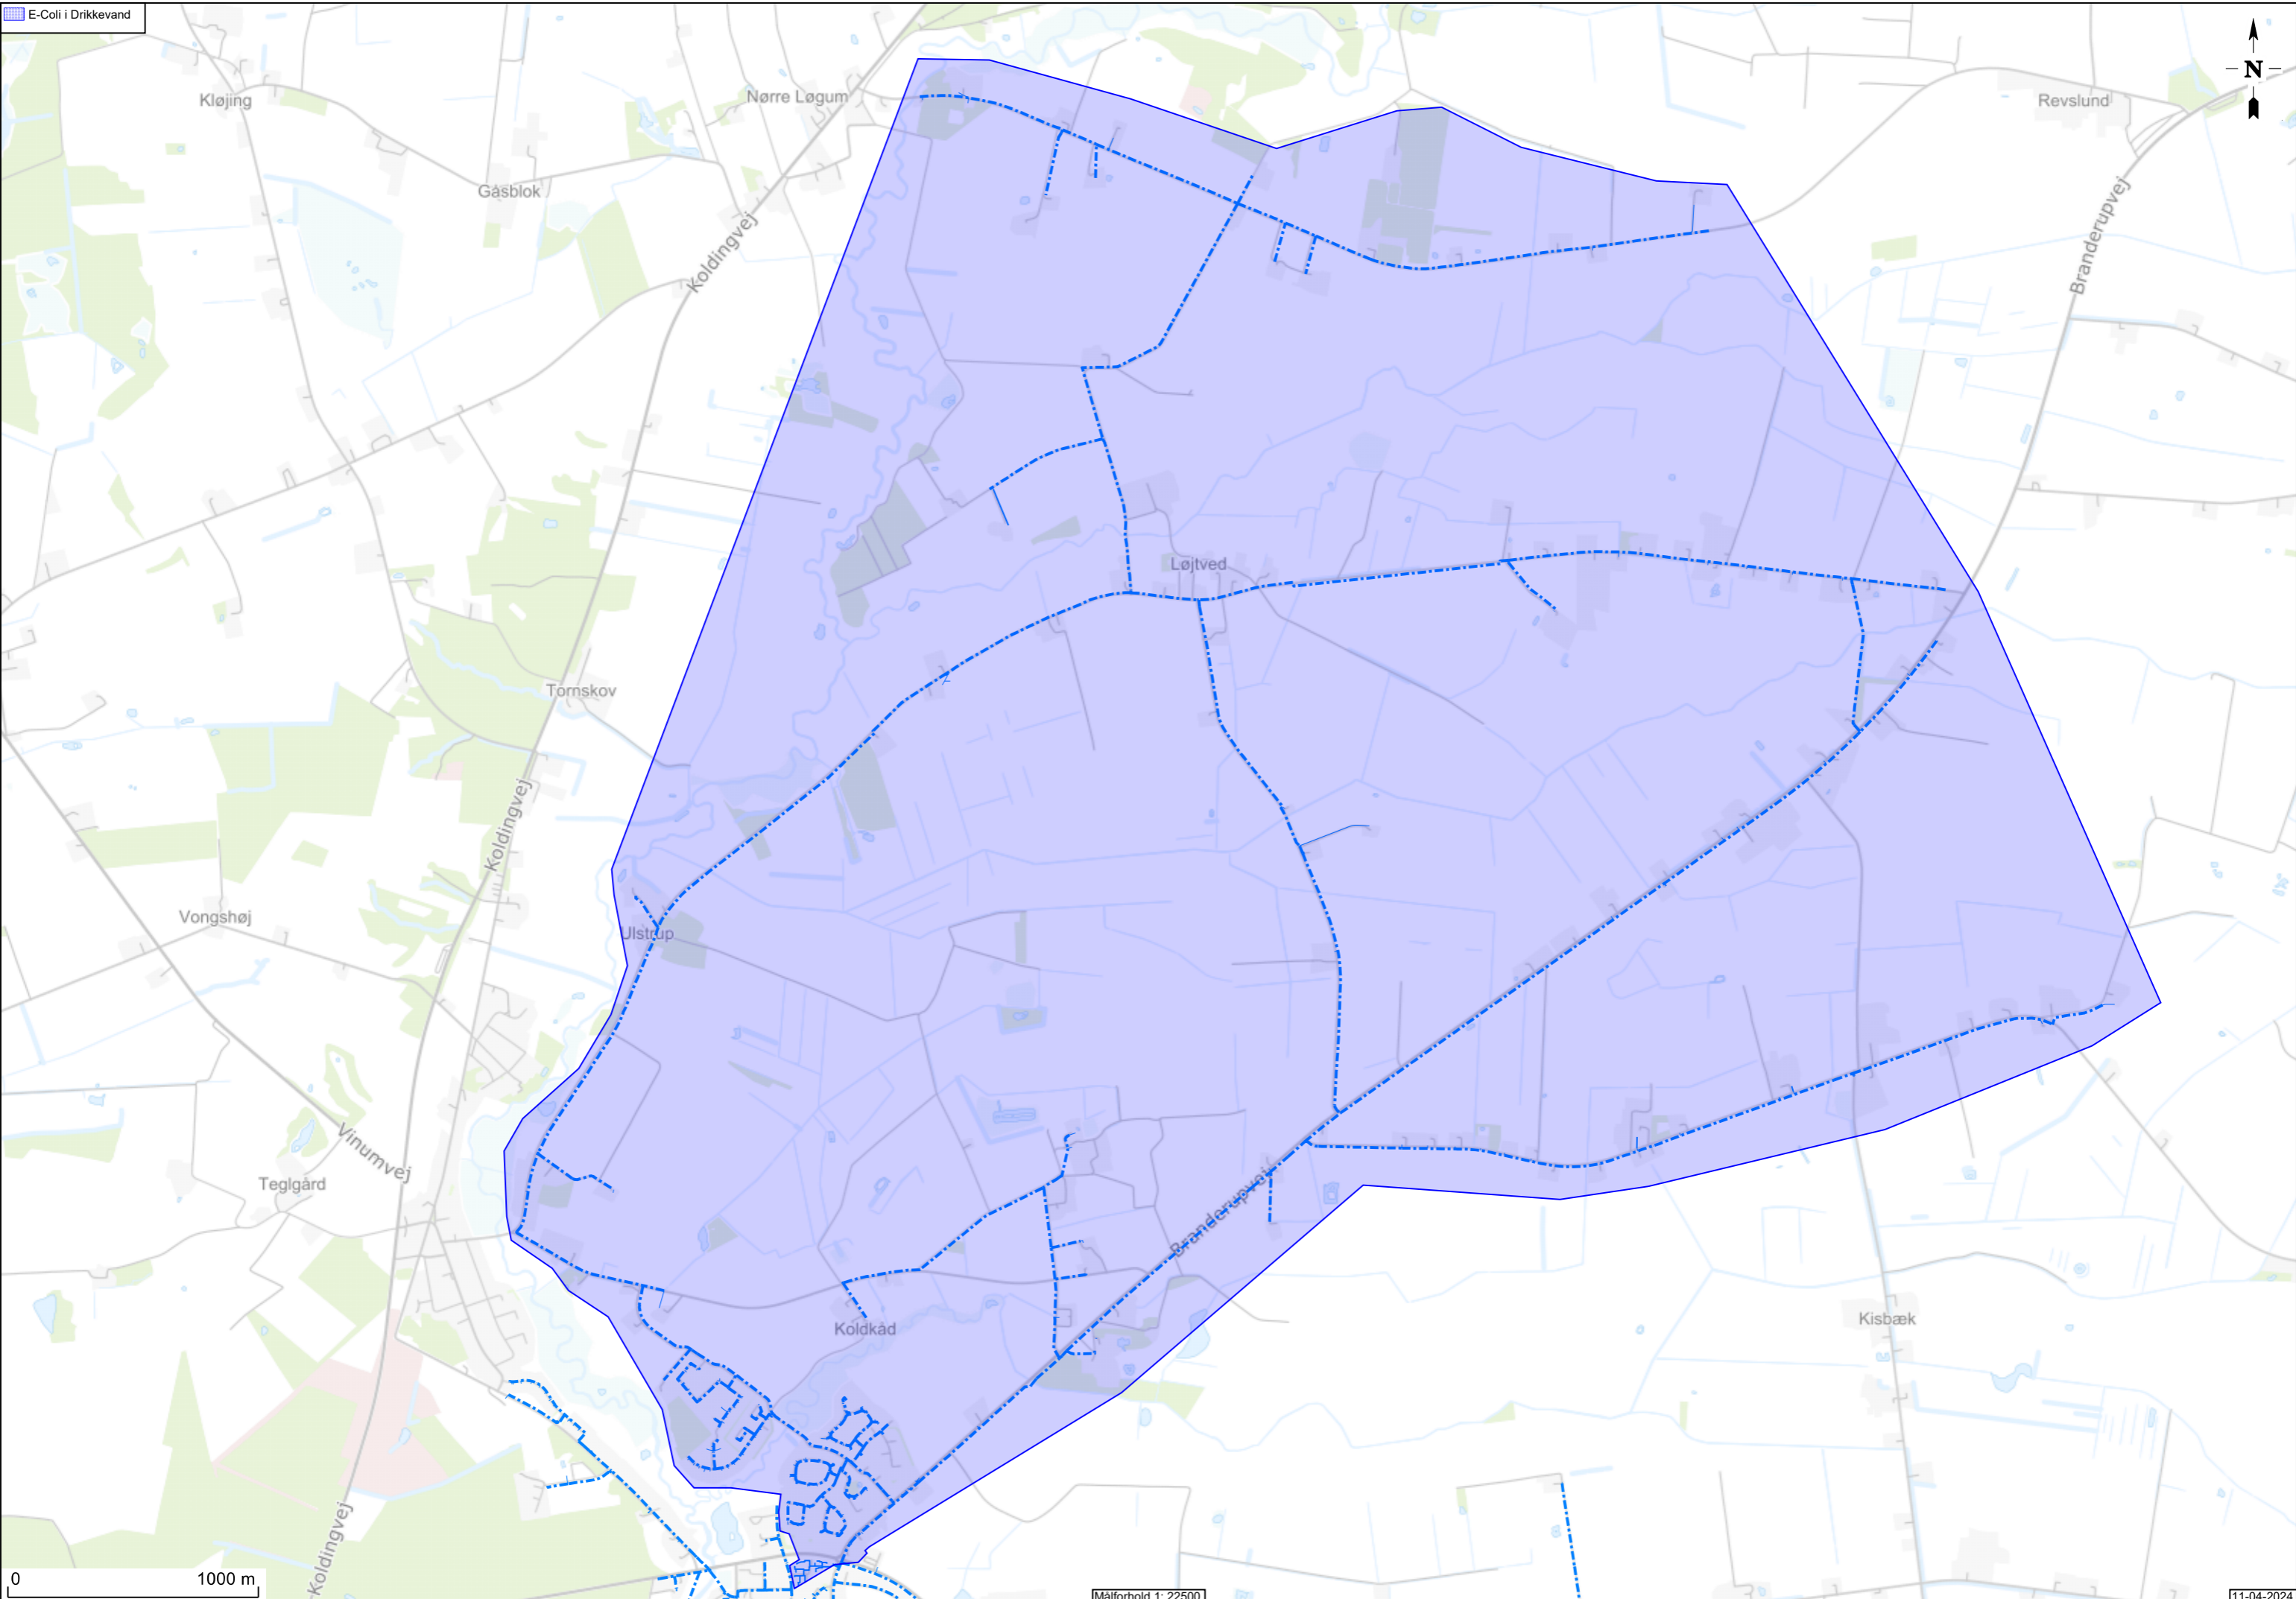 E-Coli i Drikkevand
N
Kløjing
Nørre Løgum
Revslund
Gåsblok
Koldingvej
Branderupvej
Løjtved
Tornskov
Koldingvej
Vongshøj
Ulstrup
Vinumvej
Teglgård
Branderupvej
Koldkåd
Kisbæk
Koldingvej
0 1000 m
Målforhold 1: 22500
11-04-2024